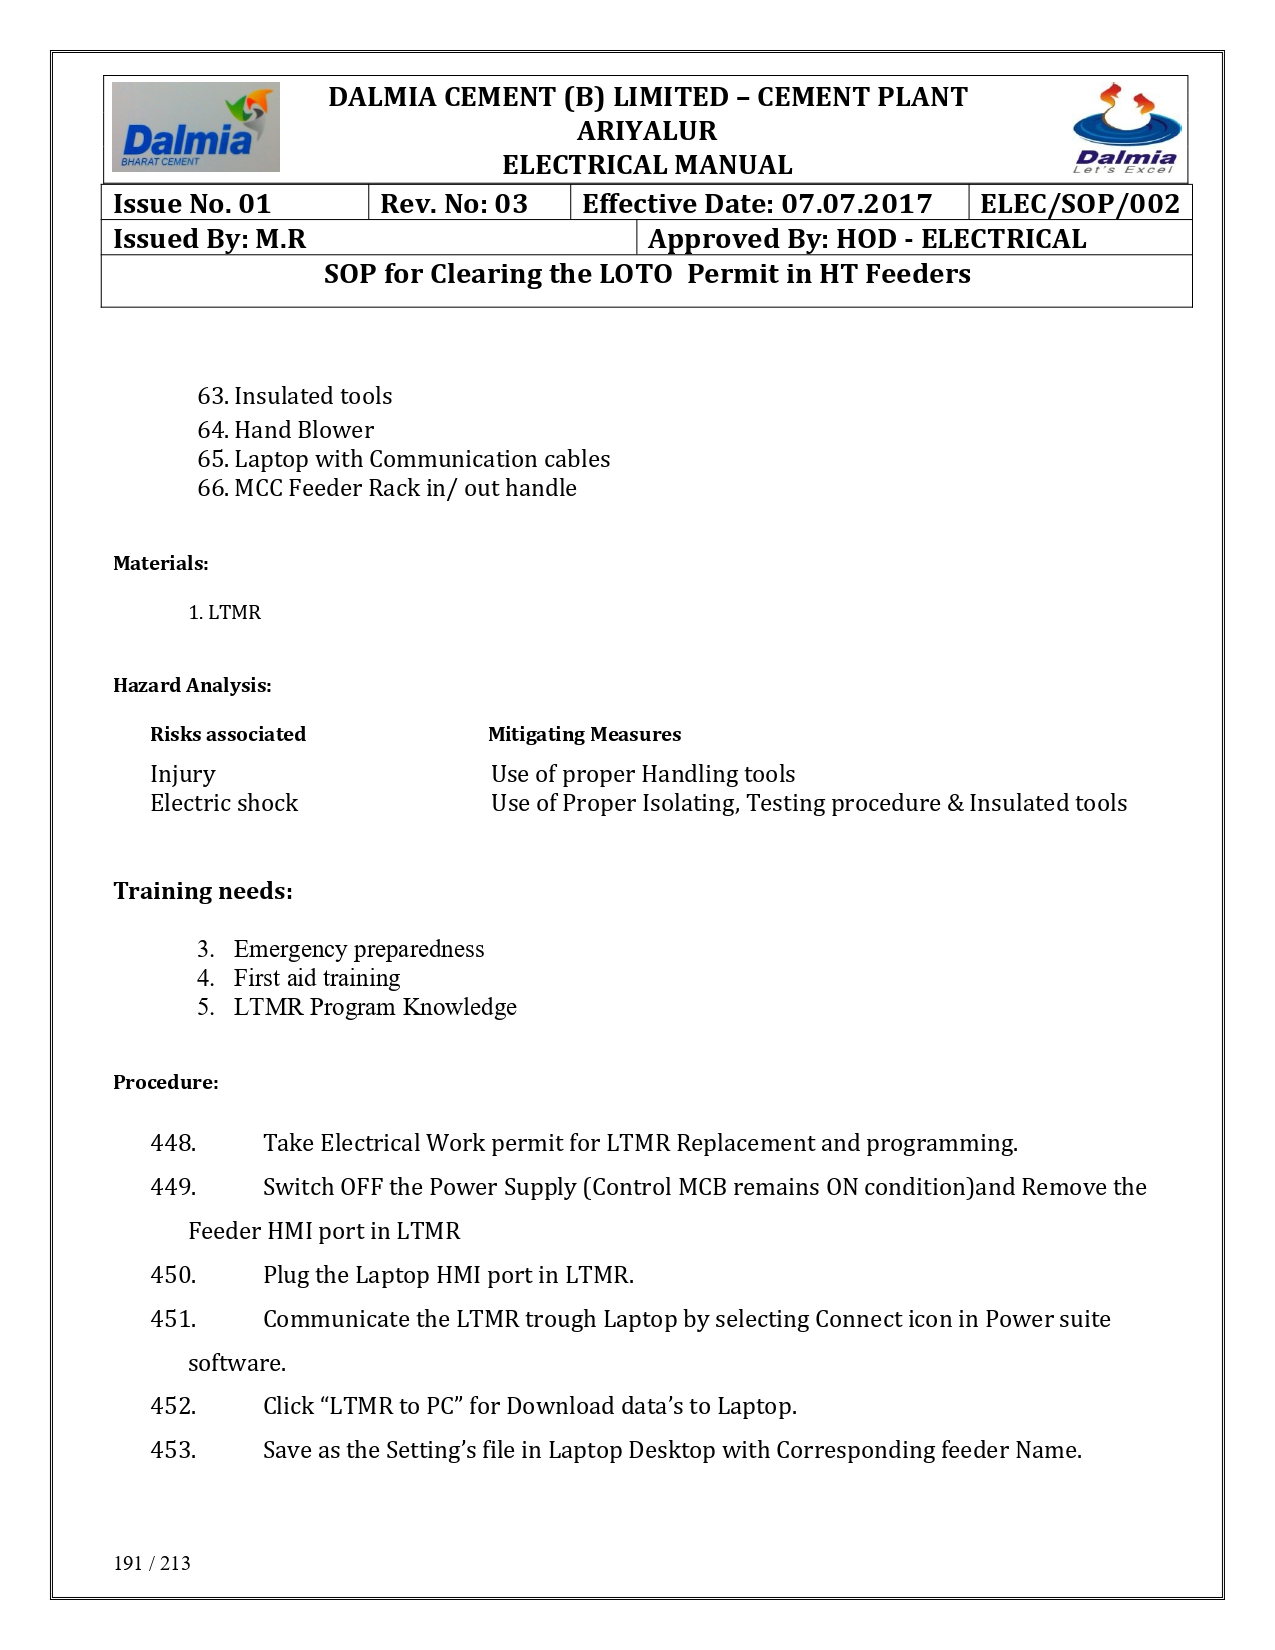 Dalmia
BHARAT CEMENT
DALMIA CEMENT (B) LIMITED – CEMENT PLANT
ARIYALUR
ELECTRICAL MANUAL
Dalmia
Let's Excel
Issue No. 01 Rev. No: 03 Effective Date: 07.07.2017 ELEC/SOP/002
Issued By: M.R Approved By: HOD - ELECTRICAL
SOP for Clearing the LOTO  Permit in HT Feeders
63. Insulated tools
64. Hand Blower
65. Laptop with Communication cables
66. MCC Feeder Rack in/ out handle
Materials:
1. LTMR
Hazard Analysis:
Risks associated Mitigating Measures
Injury Use of proper Handling tools
Electric shock Use of Proper Isolating, Testing procedure & Insulated tools
Training needs:
3. Emergency preparedness
4. First aid training
5. LTMR Program Knowledge
Procedure:
448. Take Electrical Work permit for LTMR Replacement and programming.
449. Switch OFF the Power Supply (Control MCB remains ON condition)and Remove the
Feeder HMI port in LTMR
450. Plug the Laptop HMI port in LTMR.
451. Communicate the LTMR trough Laptop by selecting Connect icon in Power suite
software.
452. Click “LTMR to PC” for Download data’s to Laptop.
453. Save as the Setting’s file in Laptop Desktop with Corresponding feeder Name.
191 / 213